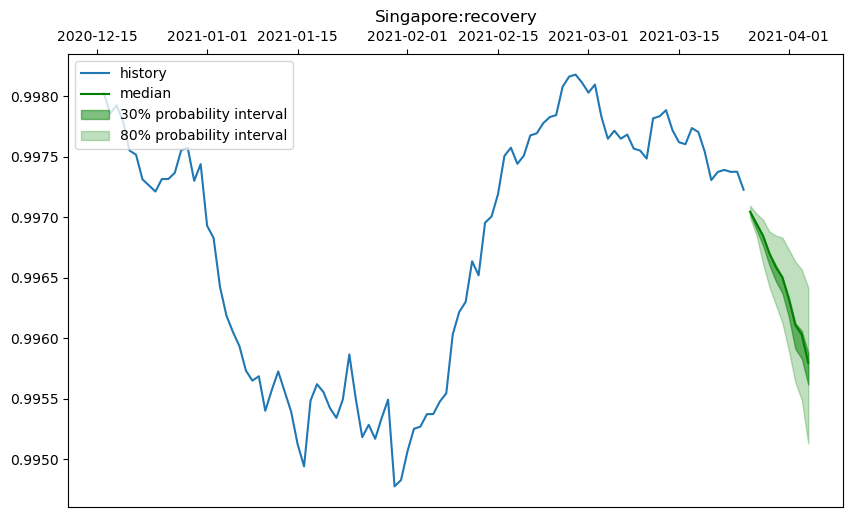 Singapore:recovery
2020-12-15 2021-01-01 2021-01-15 2021-02-01 2021-02-15 2021-03-01 2021-03-15 2021-04-01
history
median
30% probability interval
80% probability interval
0.9980
0.9975
0.9970
0.9965
0.9960
0.9955
0.9950